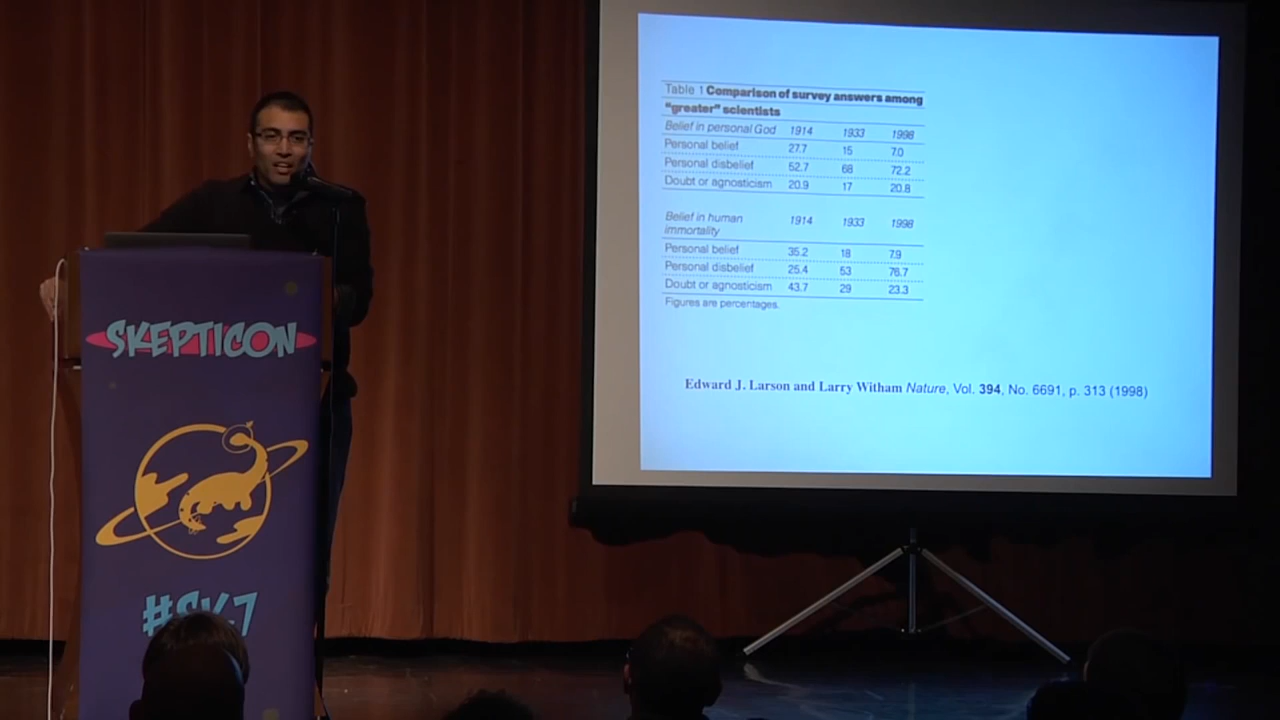 SKEPTICON
#SK7
Table 1 Comparison of survey answers among
"greater" scientists
Belief in personal God 1914 1933 1998
Personal belief 27.7 15 7.0
Personal disbelief 52.7 68 72.2
Doubt or agnosticism 20.9 17 20.8
Belief in human 1914 1933 1998
immortality
Personal belief 35.2 18 7.9
Personal disbelief 25.4 53 76.7
Doubt or agnosticism 43.7 29 23.3
Figures are percentages.
Edward J. Larson and Larry Witham Nature, Vol. 394, No. 6691, p. 313 (1998)